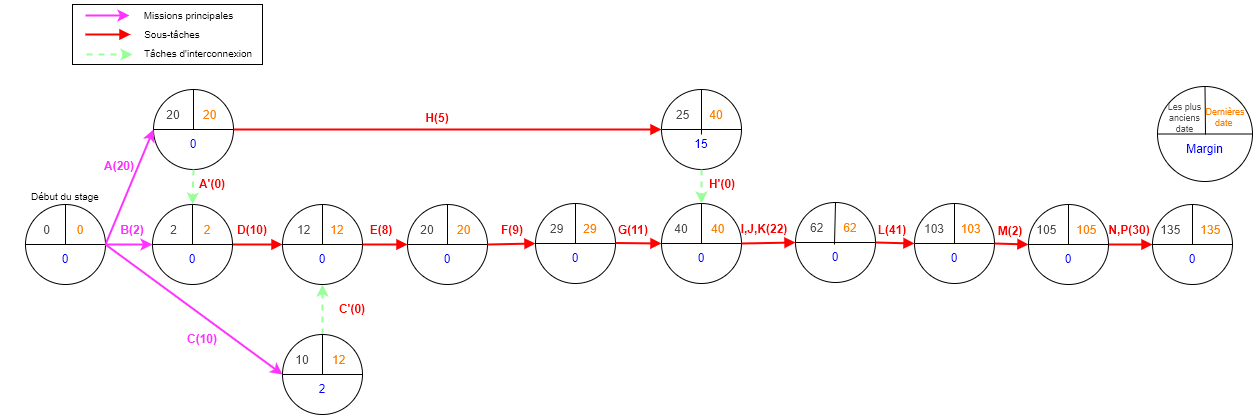 Missions principales
Sous-tâches
Tâches d'interconnexion
20 20
0
H(5)
25 40
15
Les plus anciens date
Dernières date
Margin
A(20)
A'(0)
H'(0)
Début du stage
0 0
0
B(2)
2 2
0
D(10)
12 12
0
E(8)
20 20
0
F(9)
29 29
0
G(11)
40 40
0
I,J,K(22)
62 62
0
L(41)
103 103
0
M(2)
105 105
0
N,P(30)
135 135
0
C(10)
C'(0)
10 12
2